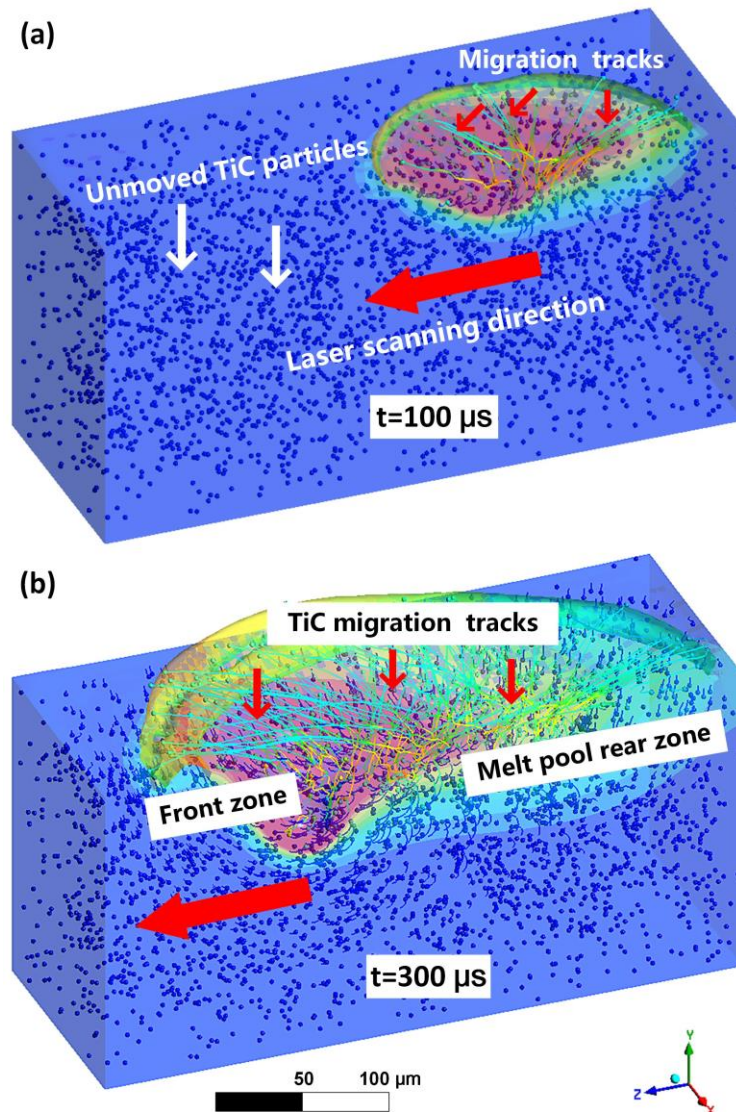 (a)
Migration tracks
Unmoved TiC particles
Laser scanning direction
t=100 μs
(b)
TiC migration tracks
Melt pool rear zone
Front zone
t=300 μs
50 100 μm
Y
Z
X